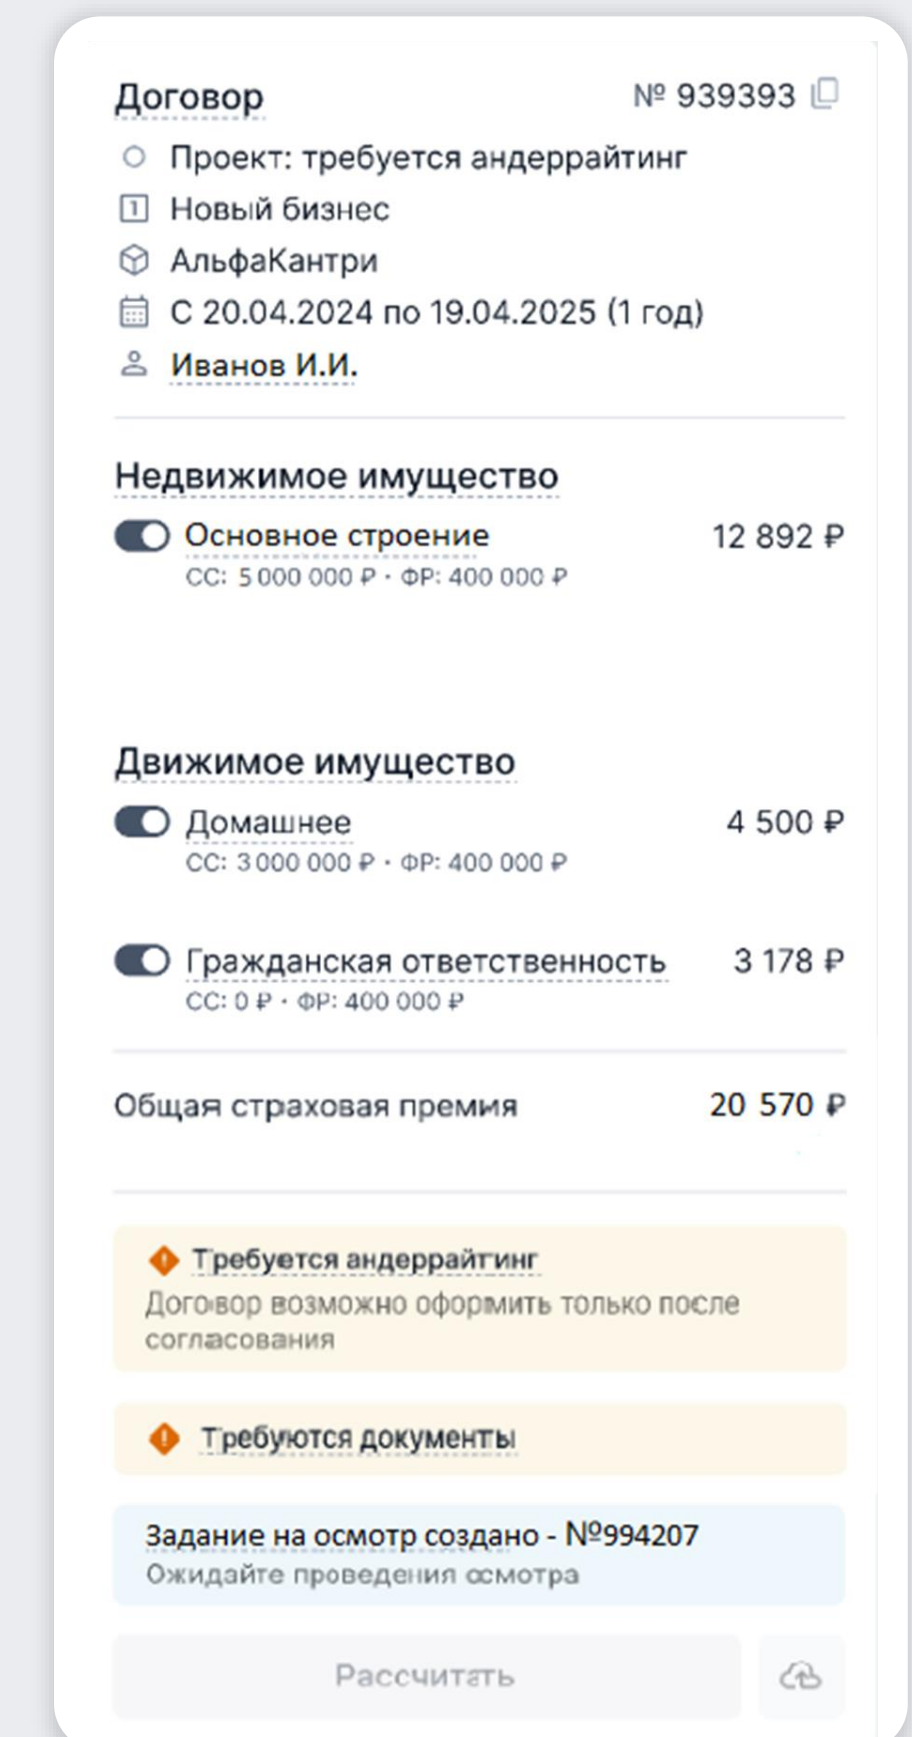 Договор № 939393
Проект: требуется андеррайтинг
1 Новый бизнес
АльфаКантри
С 20.04.2024 по 19.04.2025 (1 год)
Иванов И.И.
Недвижимое имущество
Основное строение 12 892 ₽
СС: 5 000 000 ₽ · ФР: 400 000 ₽
Движимое имущество
Домашнее 4 500 ₽
СС: 3 000 000 ₽ · ФР: 400 000 ₽
Гражданская ответственность 3 178 ₽
СС: 0 ₽ · ФР: 400 000 ₽
Общая страховая премия 20 570 ₽
Требуется андеррайтинг
Договор возможно оформить только после
согласования
Требуются документы
Задание на осмотр создано - №994207
Ожидайте проведения осмотра
Рассчитать